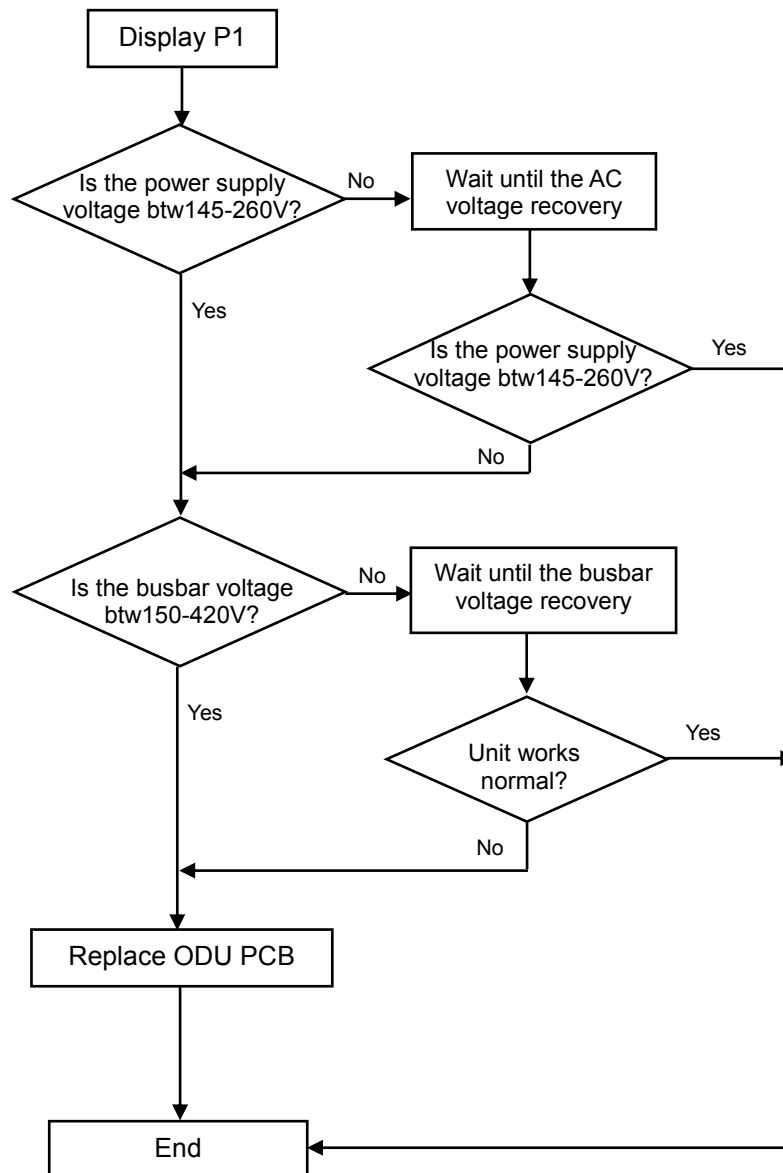 Display P1
Is the power supply
voltage btw145-260V?
No
Wait until the AC
voltage recovery
Yes
Is the power supply
voltage btw145-260V?
Yes
No
Is the busbar voltage
btw150-420V?
No
Wait until the busbar
voltage recovery
Yes
Unit works
normal?
Yes
No
Replace ODU PCB
End